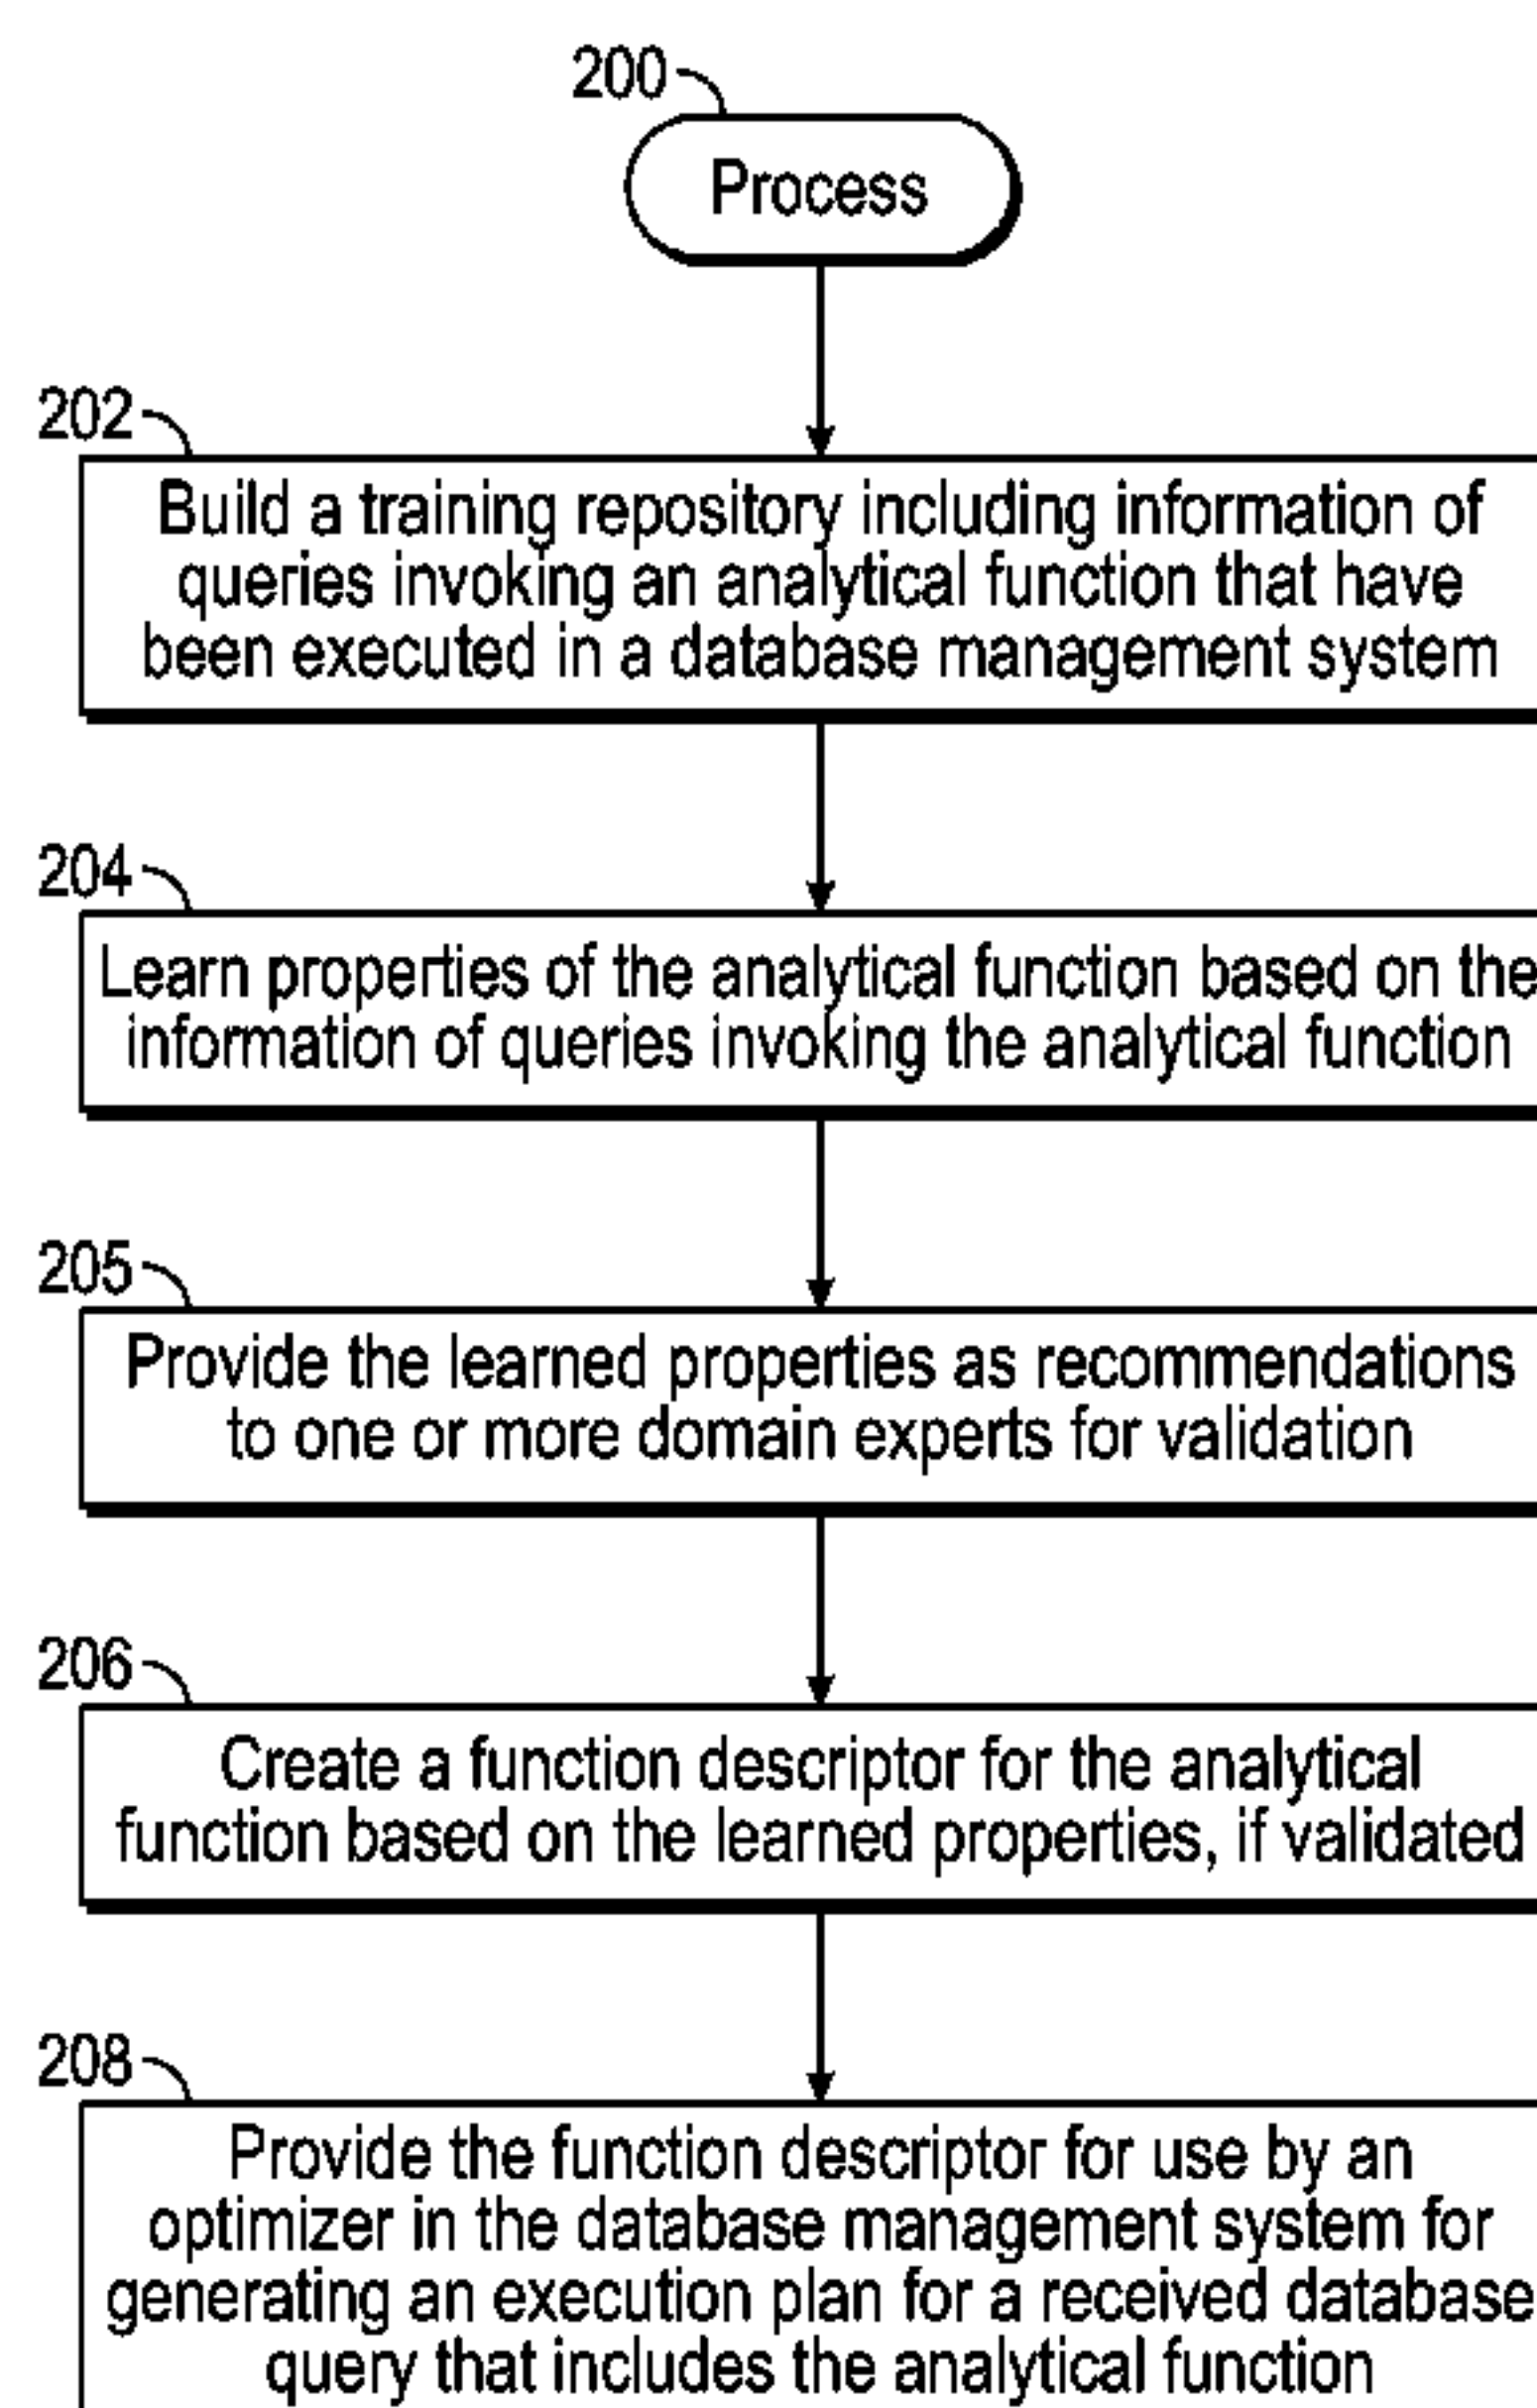 200
Process
202
Build a training repository including information of
queries invoking an analytical function that have
been executed in a database management system
204
Learn properties of the analytical function based on the
information of queries invoking the analytical function
205
Provide the learned properties as recommendations
to one or more domain experts for validation
206
Create a function descriptor for the analytical
function based on the learned properties, if validated
208
Provide the function descriptor for use by an
optimizer in the database management system for
generating an execution plan for a received database
query that includes the analytical function